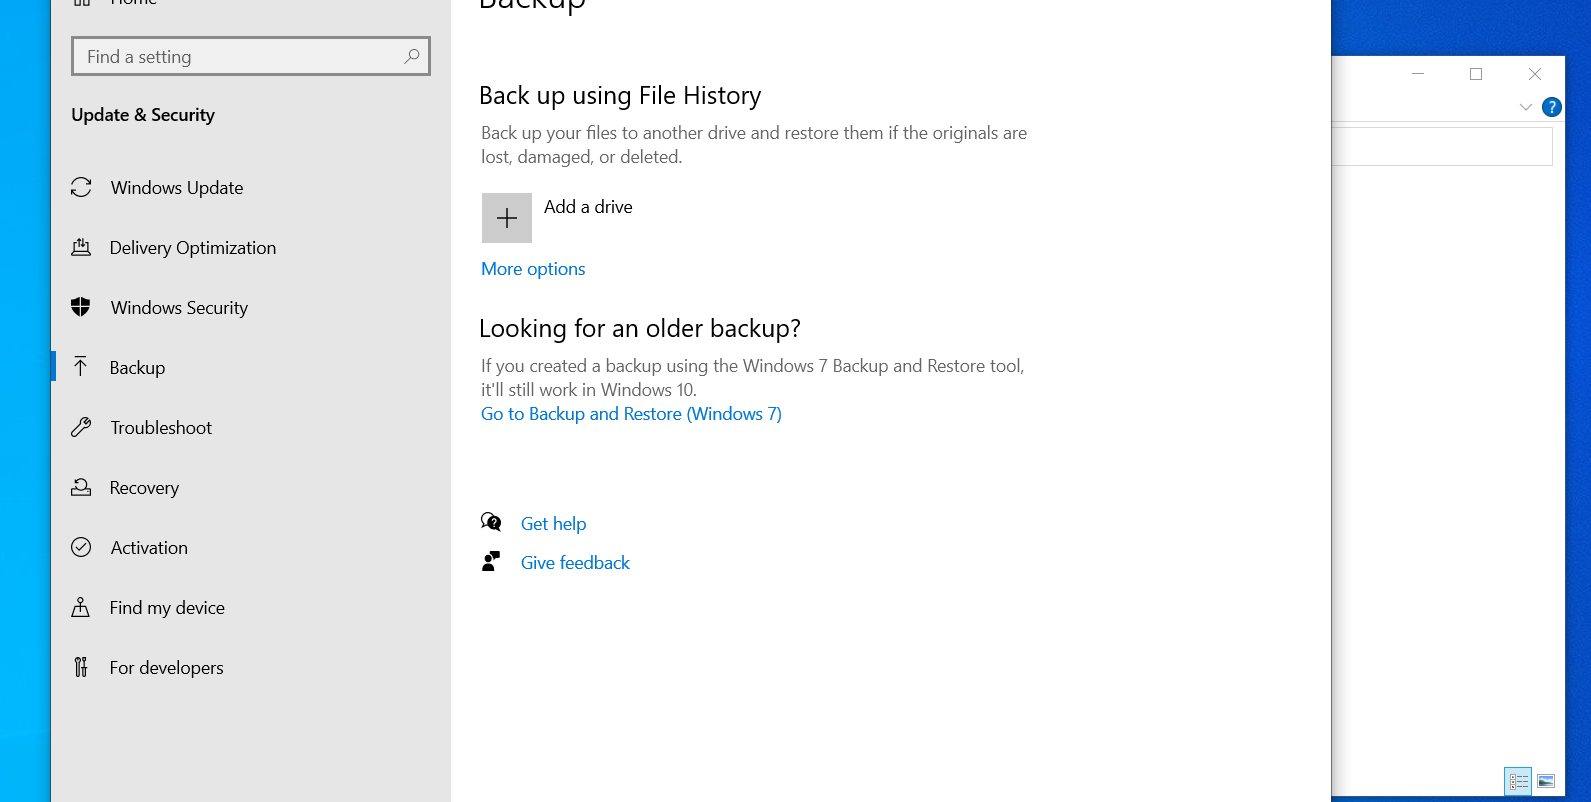 Home
Backup
Find a setting
Update & Security
Windows Update
Delivery Optimization
Windows Security
Backup
Troubleshoot
Recovery
Activation
Find my device
For developers
Back up using File History
Back up your files to another drive and restore them if the originals are
lost, damaged, or deleted.
Add a drive
More options
Looking for an older backup?
If you created a backup using the Windows 7 Backup and Restore tool,
it'll still work in Windows 10.
Go to Backup and Restore (Windows 7)
Get help
Give feedback
?